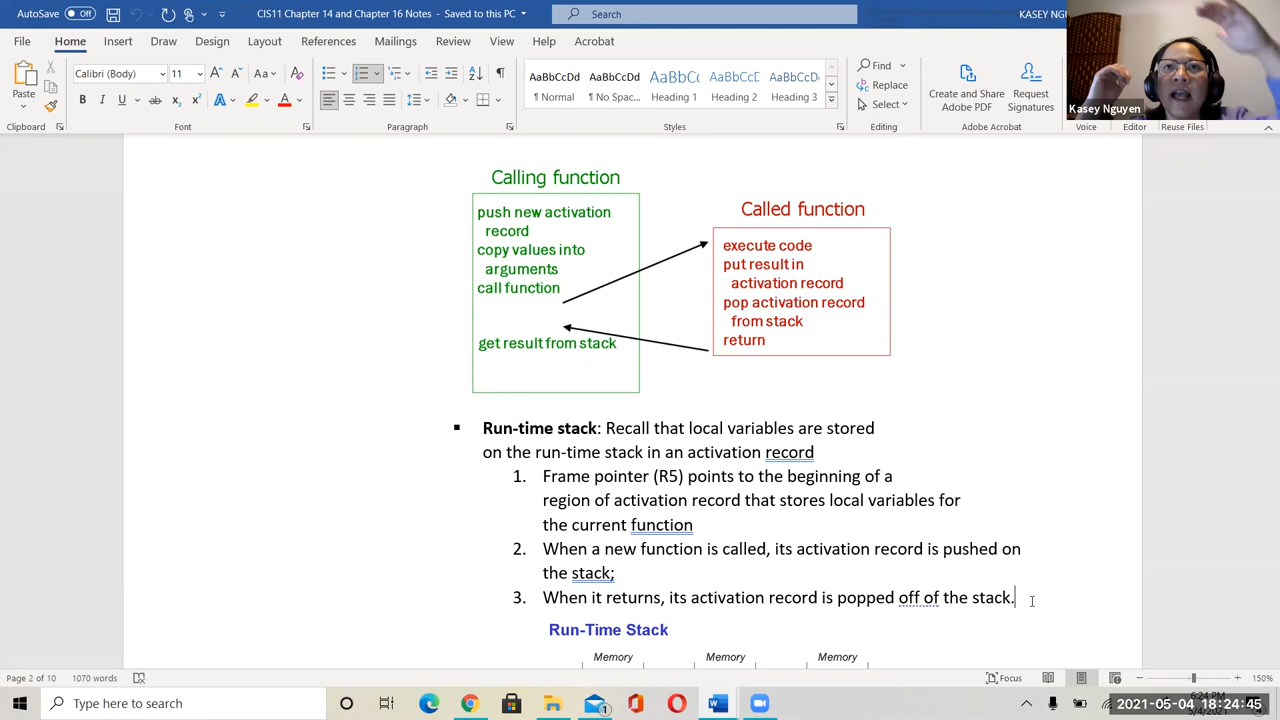 AutoSave
Off
CIS11 Chapter 14 and Chapter 16 Nguyen
Saved to this PC
Search
KASEY NGU
File
Home
Insert
Draw
Design
Layout
References
Mailings
Review
View
Help
Acrobat
Paste
Clipboard
Calibri (Body)
11
Font
Paragraph
AaBbCcDd
¶ Normal
AaBbCcDd
¶ No Spac...
AaBbCc
Heading 1
AaBbCcD
Heading 2
AaBbCcD
Heading 3
Styles
Find
Replace
Select
Editing
Create and Share
Adobe PDF
Request
Signatures
Adobe Acrobat
Voice
Editor
Reuse Files
Kasey Nguyen
Calling function
push new activation
record
copy values into
arguments
call function
get result from stack
Called function
execute code
put result in
activation record
pop activation record
from stack
return
▪ Run-time stack: Recall that local variables are stored
on the run-time stack in an activation record
1. Frame pointer (R5) points to the beginning of a
region of activation record that stores local variables for
the current function
2. When a new function is called, its activation record is pushed on
the stack;
3. When it returns, its activation record is popped off of the stack.
Run-Time Stack
Memory
Memory
Memory
Page 2 of 10
1070 words
Focus
150%
Type here to search
1
2021-05-04 18:24:45